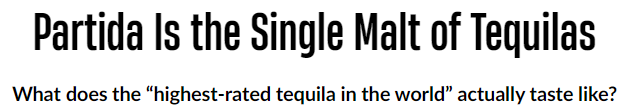 Partida Is the Single Malt of Tequilas
What does the “highest-rated tequila in the world” actually taste like?